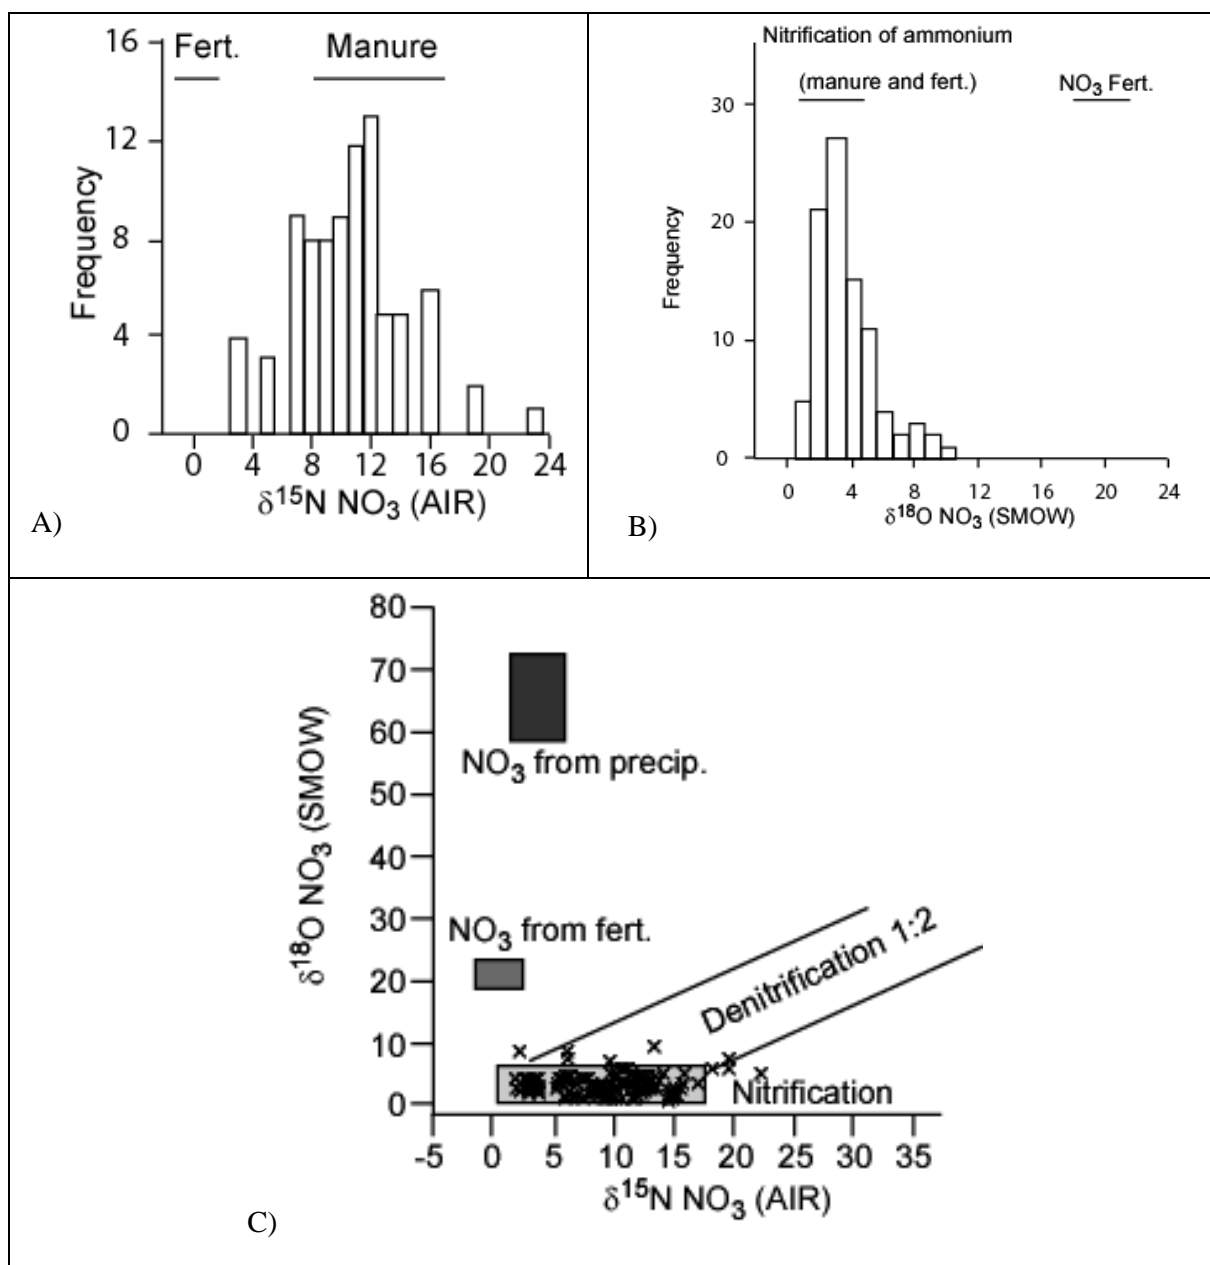 16
Fert. Manure
12
8
4
0
Frequency
0 4 8 12 16 20 24
δ¹⁵N NO₃ (AIR)
A)
Nitrification of ammonium
(manure and fert.) NO₃ Fert.
30
20
10
0
Frequency
0 4 8 12 16 20 24
δ¹⁸O NO₃ (SMOW)
B)
80
70
60
NO₃ from precip.
50
40
30
NO₃ from fert.
20
10
0
δ¹⁸O NO₃ (SMOW)
Denitrification 1:2
Nitrification
-5 0 5 10 15 20 25 30 35
δ¹⁵N NO₃ (AIR)
C)